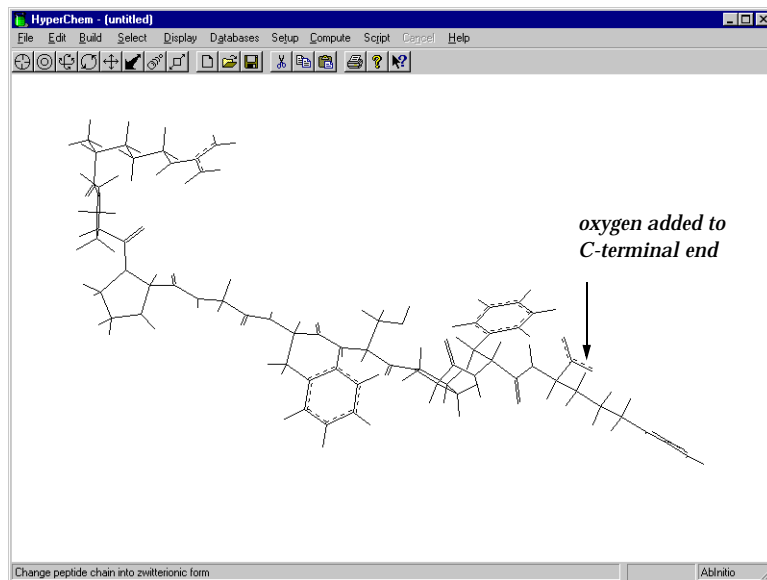 HyperChem - (untitled)
File Edit Build Select Display Databases Setup Compute Script Cancel Help
oxygen added to
C-terminal end
Change peptide chain into zwitterionic form
AbInitio